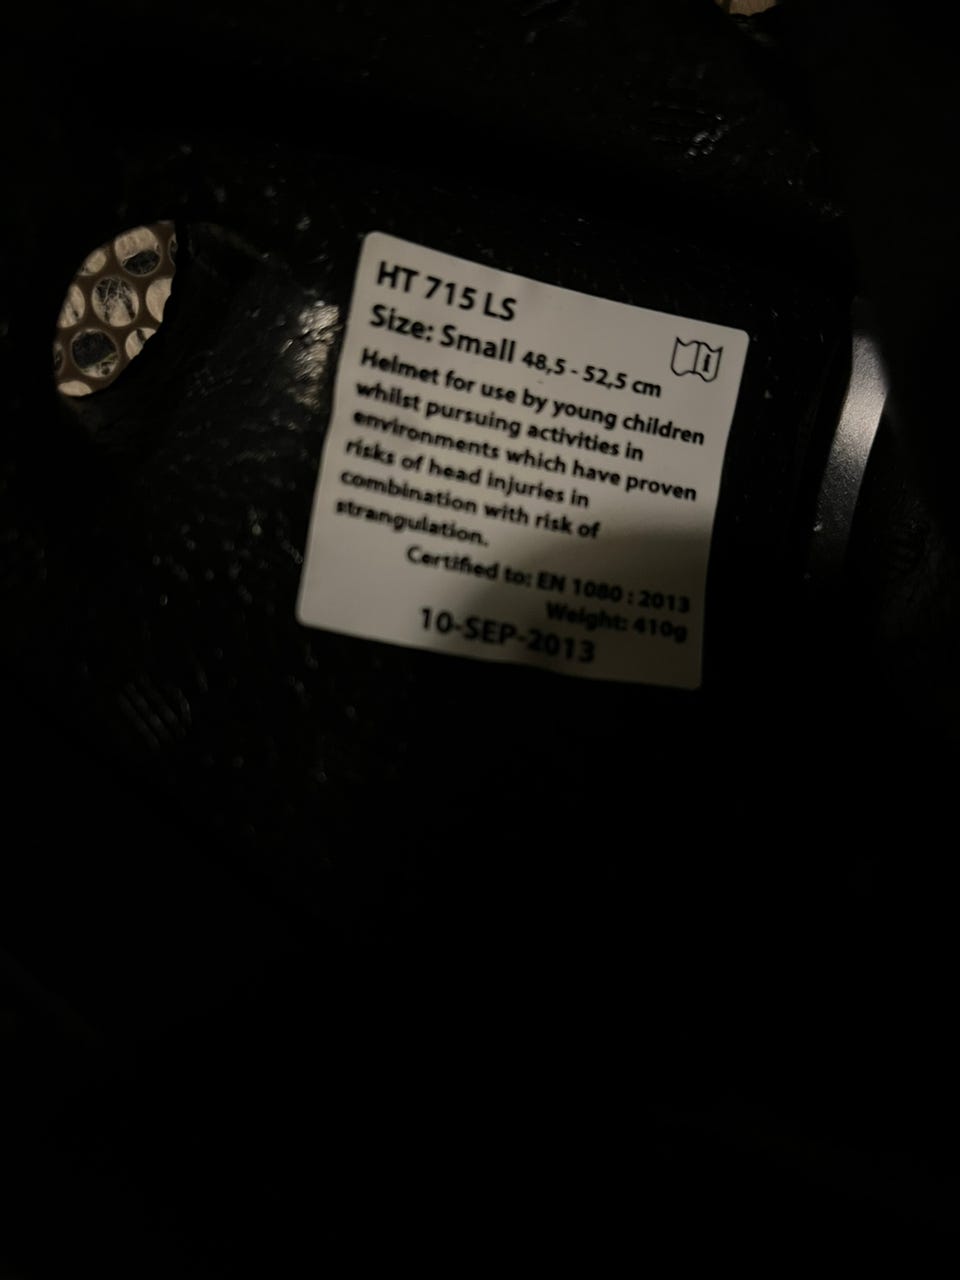 HT 715 LS
Size: Small 48,5 - 52,5 cm
Helmet for use by young children
whilst pursuing activities in
environments which have proven
risks of head injuries in
combination with risk of
strangulation.
Certified to: EN 1080 : 2013
Weight: 410g
10-SEP-2013